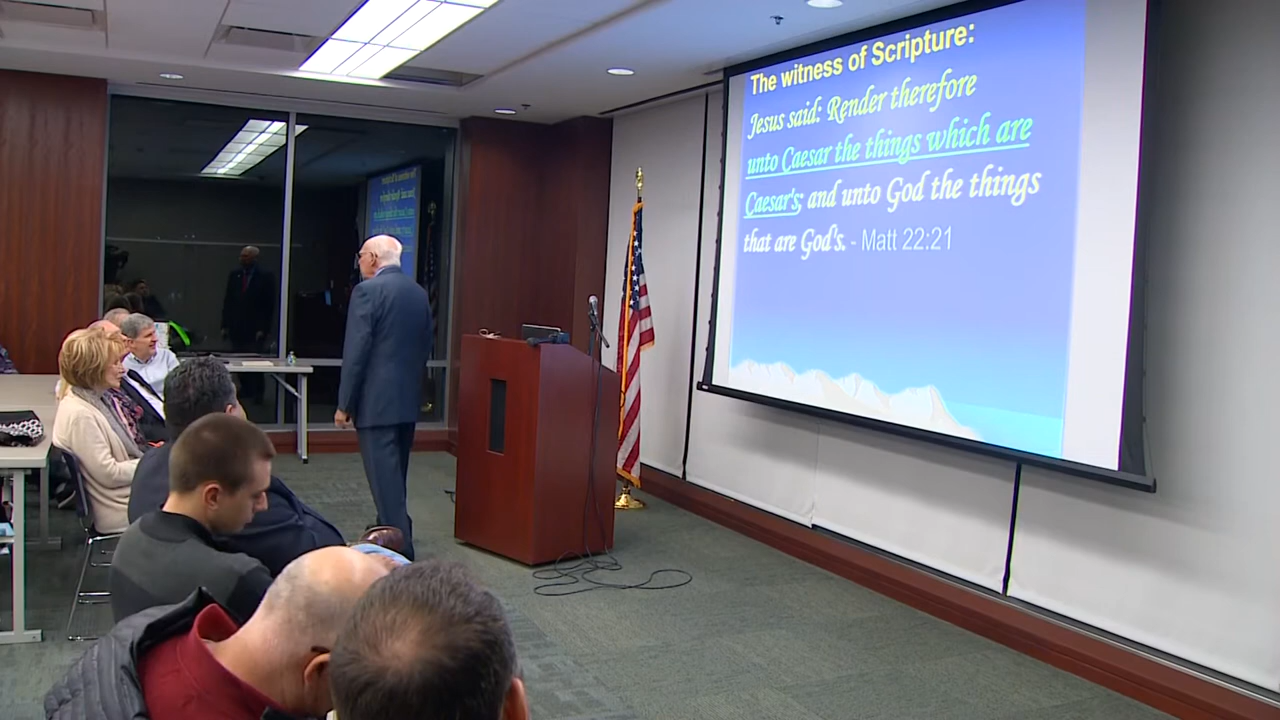 The witness of Scripture:
Jesus said: Render therefore
unto Caesar the things which are
Caesar's; and unto God the things
that are God's. - Matt 22:21